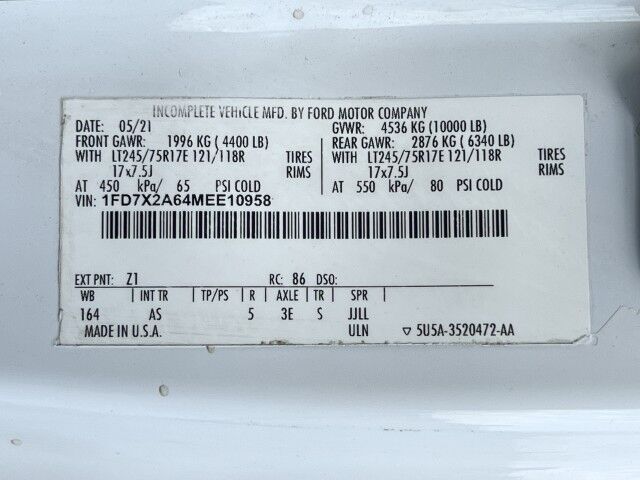 INCOMPLETE VEHICLE MFD. BY FORD MOTOR COMPANY
DATE: 05/21 GVWR: 4536 KG (10000 LB)
FRONT GAWR: 1996 KG (4400 LB) REAR GAWR: 2876 KG (6340 LB)
WITH LT245/75R17E 121/118R TIRES WITH LT245/75R17E 121/118R TIRES
17x7.5J RIMS 17x7.5J RIMS
AT 450 kPa/ 65 PSI COLD AT 550 kPa/ 80 PSI COLD
VIN: 1FD7X2A64MEE10958
EXT PNT: Z1 RC: 86 DSO:
WB | INT TR | TP/PS | R | AXLE | TR | SPR
164 AS 5 3E S JJLL
MADE IN U.S.A. ULN ▽ 5U5A-3520472-AA